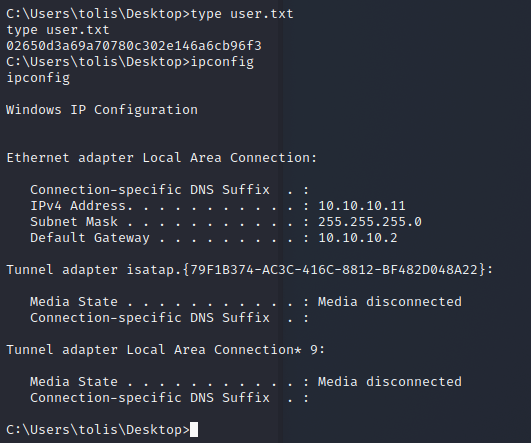 C:\Users\tolis\Desktop>type user.txt
type user.txt
02650d3a69a70780c302e146a6cb96f3
C:\Users\tolis\Desktop>ipconfig
ipconfig
Windows IP Configuration
Ethernet adapter Local Area Connection:
Connection-specific DNS Suffix  . :
IPv4 Address. . . . . . . . . . . : 10.10.10.11
Subnet Mask . . . . . . . . . . . : 255.255.255.0
Default Gateway . . . . . . . . . : 10.10.10.2
Tunnel adapter isatap.{79F1B374-AC3C-416C-8812-BF482D048A22}:
Media State . . . . . . . . . . . : Media disconnected
Connection-specific DNS Suffix  . :
Tunnel adapter Local Area Connection* 9:
Media State . . . . . . . . . . . : Media disconnected
Connection-specific DNS Suffix  . :
C:\Users\tolis\Desktop>